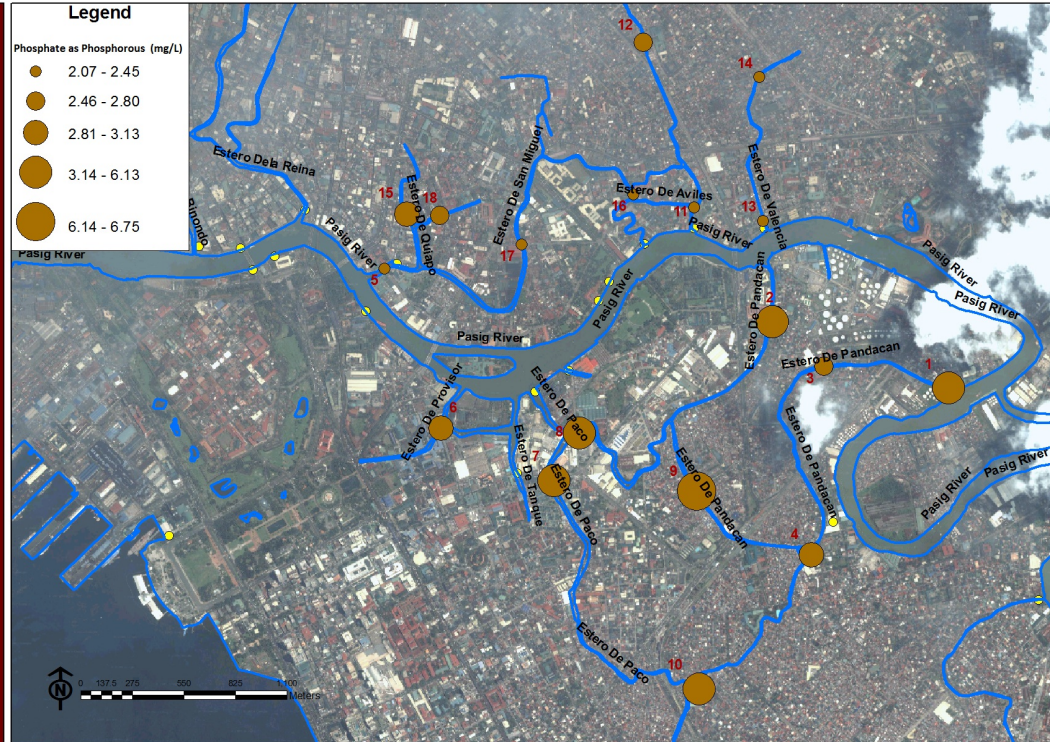 Legend
Phosphate as Phosphorous (mg/L)
2.07 - 2.45
2.46 - 2.80
2.81 - 3.13
3.14 - 6.13
6.14 - 6.75
12
14
Estero Dela Reina
Estero De San Miguel
Estero De Valencia
15
18
Estero De Quiapo
Estero De Aviles
16
11
13
Binondo
Pasig River
Pasig River
17
5
Pasig River
Pasig River
Pasig River
Pasig River
Pasig River
Estero De Pandacan
2
Estero De Pandacan
3
1
Estero De Provisor
6
Estero De Paco
8
7
Estero De Tanque
Estero De Paco
9
Estero De Pandacan
Estero De Pandacan
4
Pasig River
Pasig River
Estero De Paco
10
N
0 137.5 275 550 825 1,100
Meters